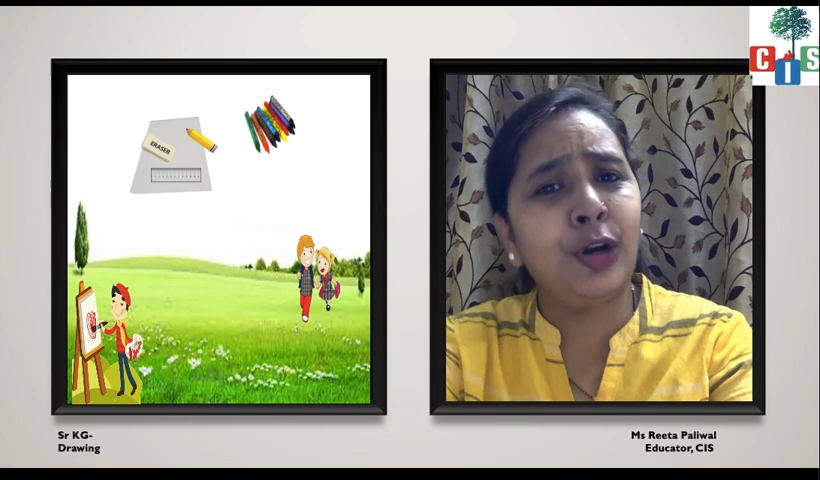 CIS
ERASER
Sr KG-
Drawing
Ms Reeta Paliwal
Educator, CIS